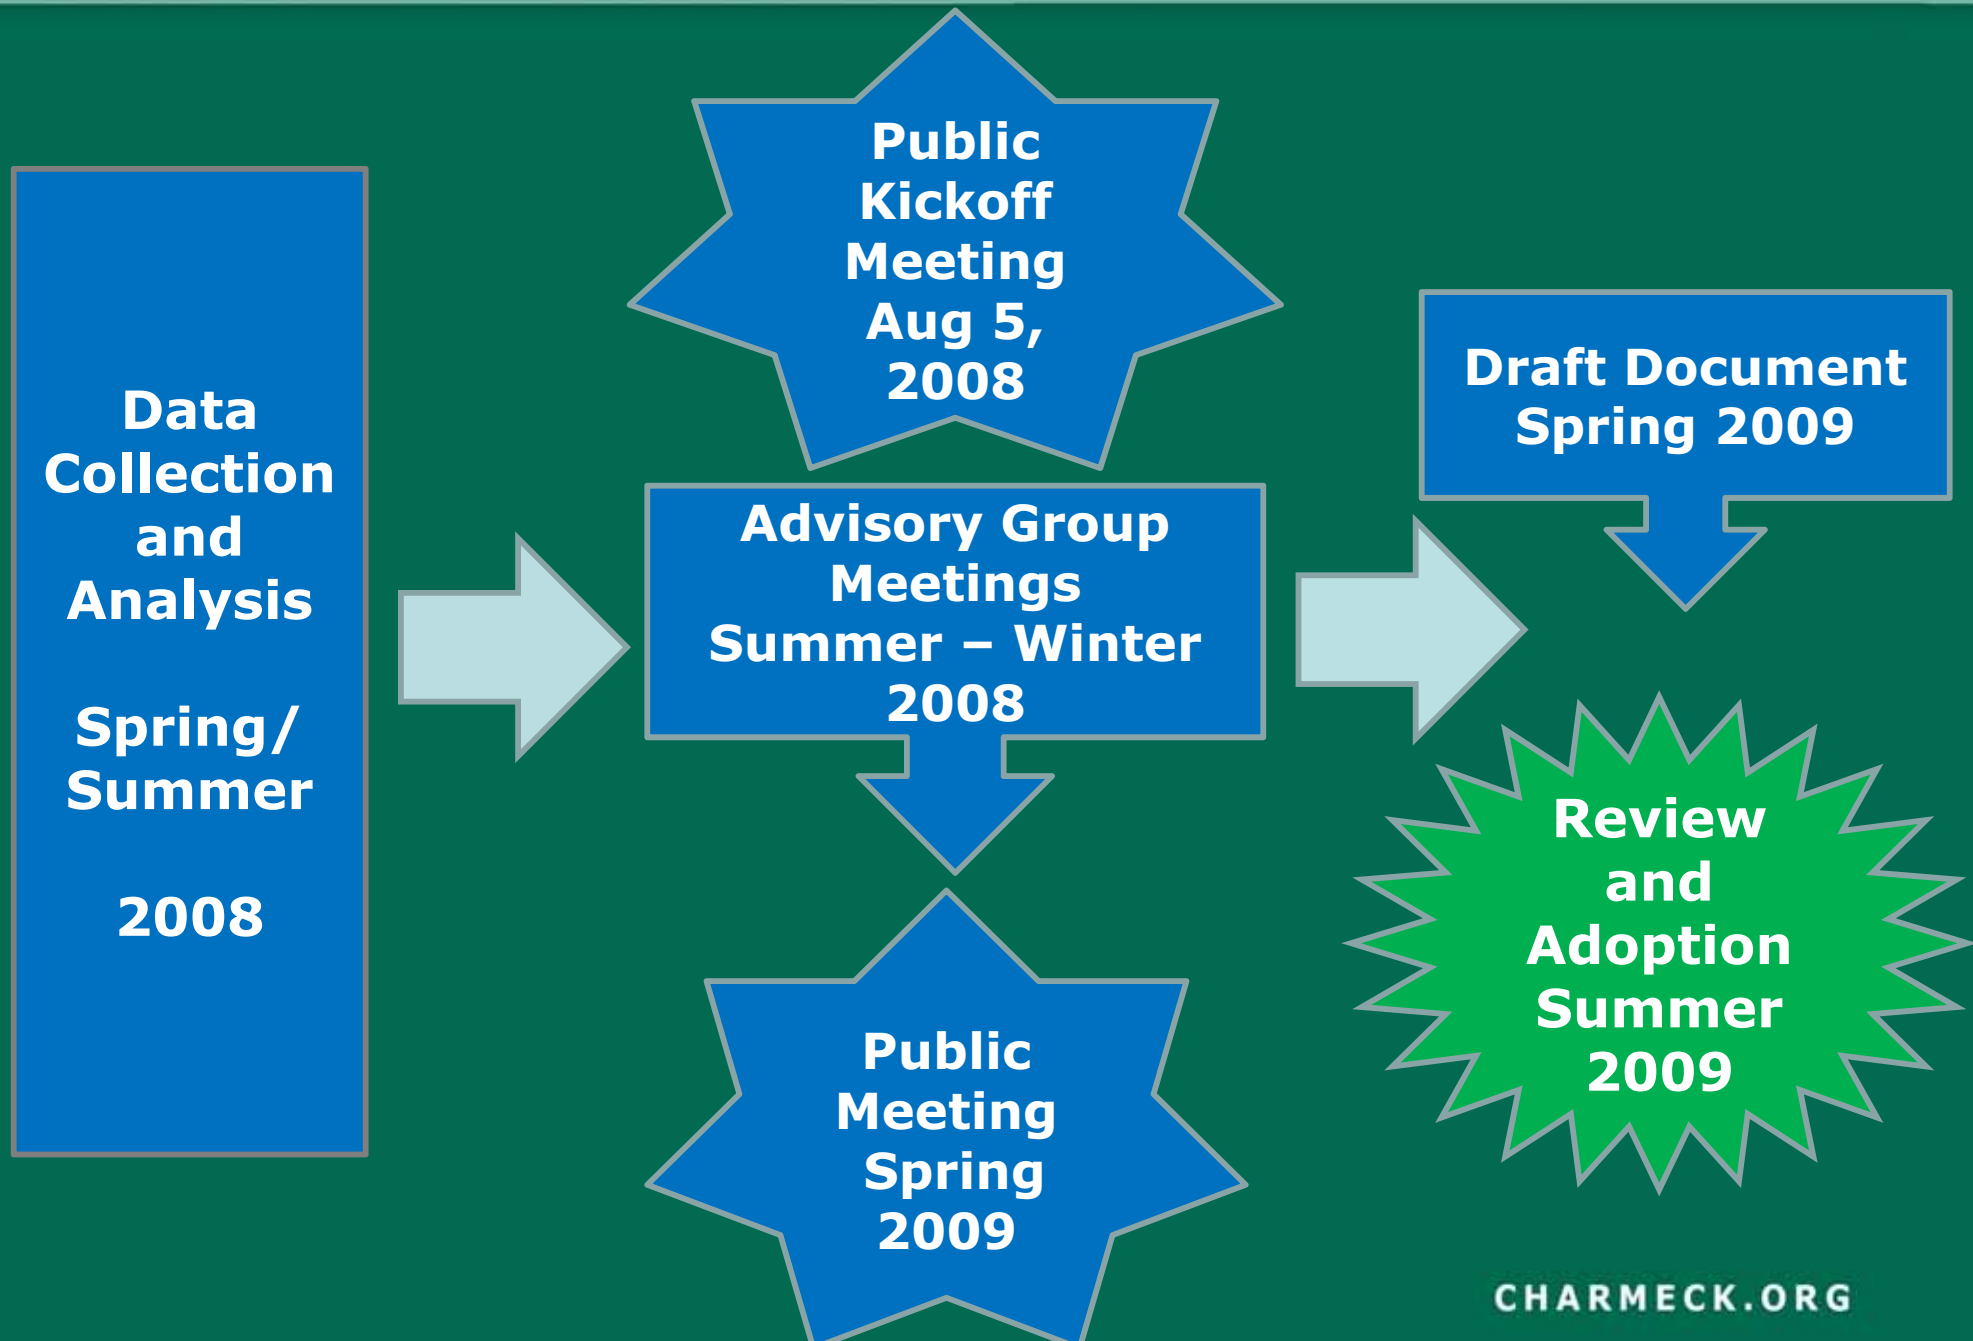 Data
Collection
and
Analysis
Spring/
Summer
2008
Public
Kickoff
Meeting
Aug 5,
2008
Advisory Group
Meetings
Summer – Winter
2008
Public
Meeting
Spring
2009
Draft Document
Spring 2009
Review
and
Adoption
Summer
2009
CHARMECK.ORG